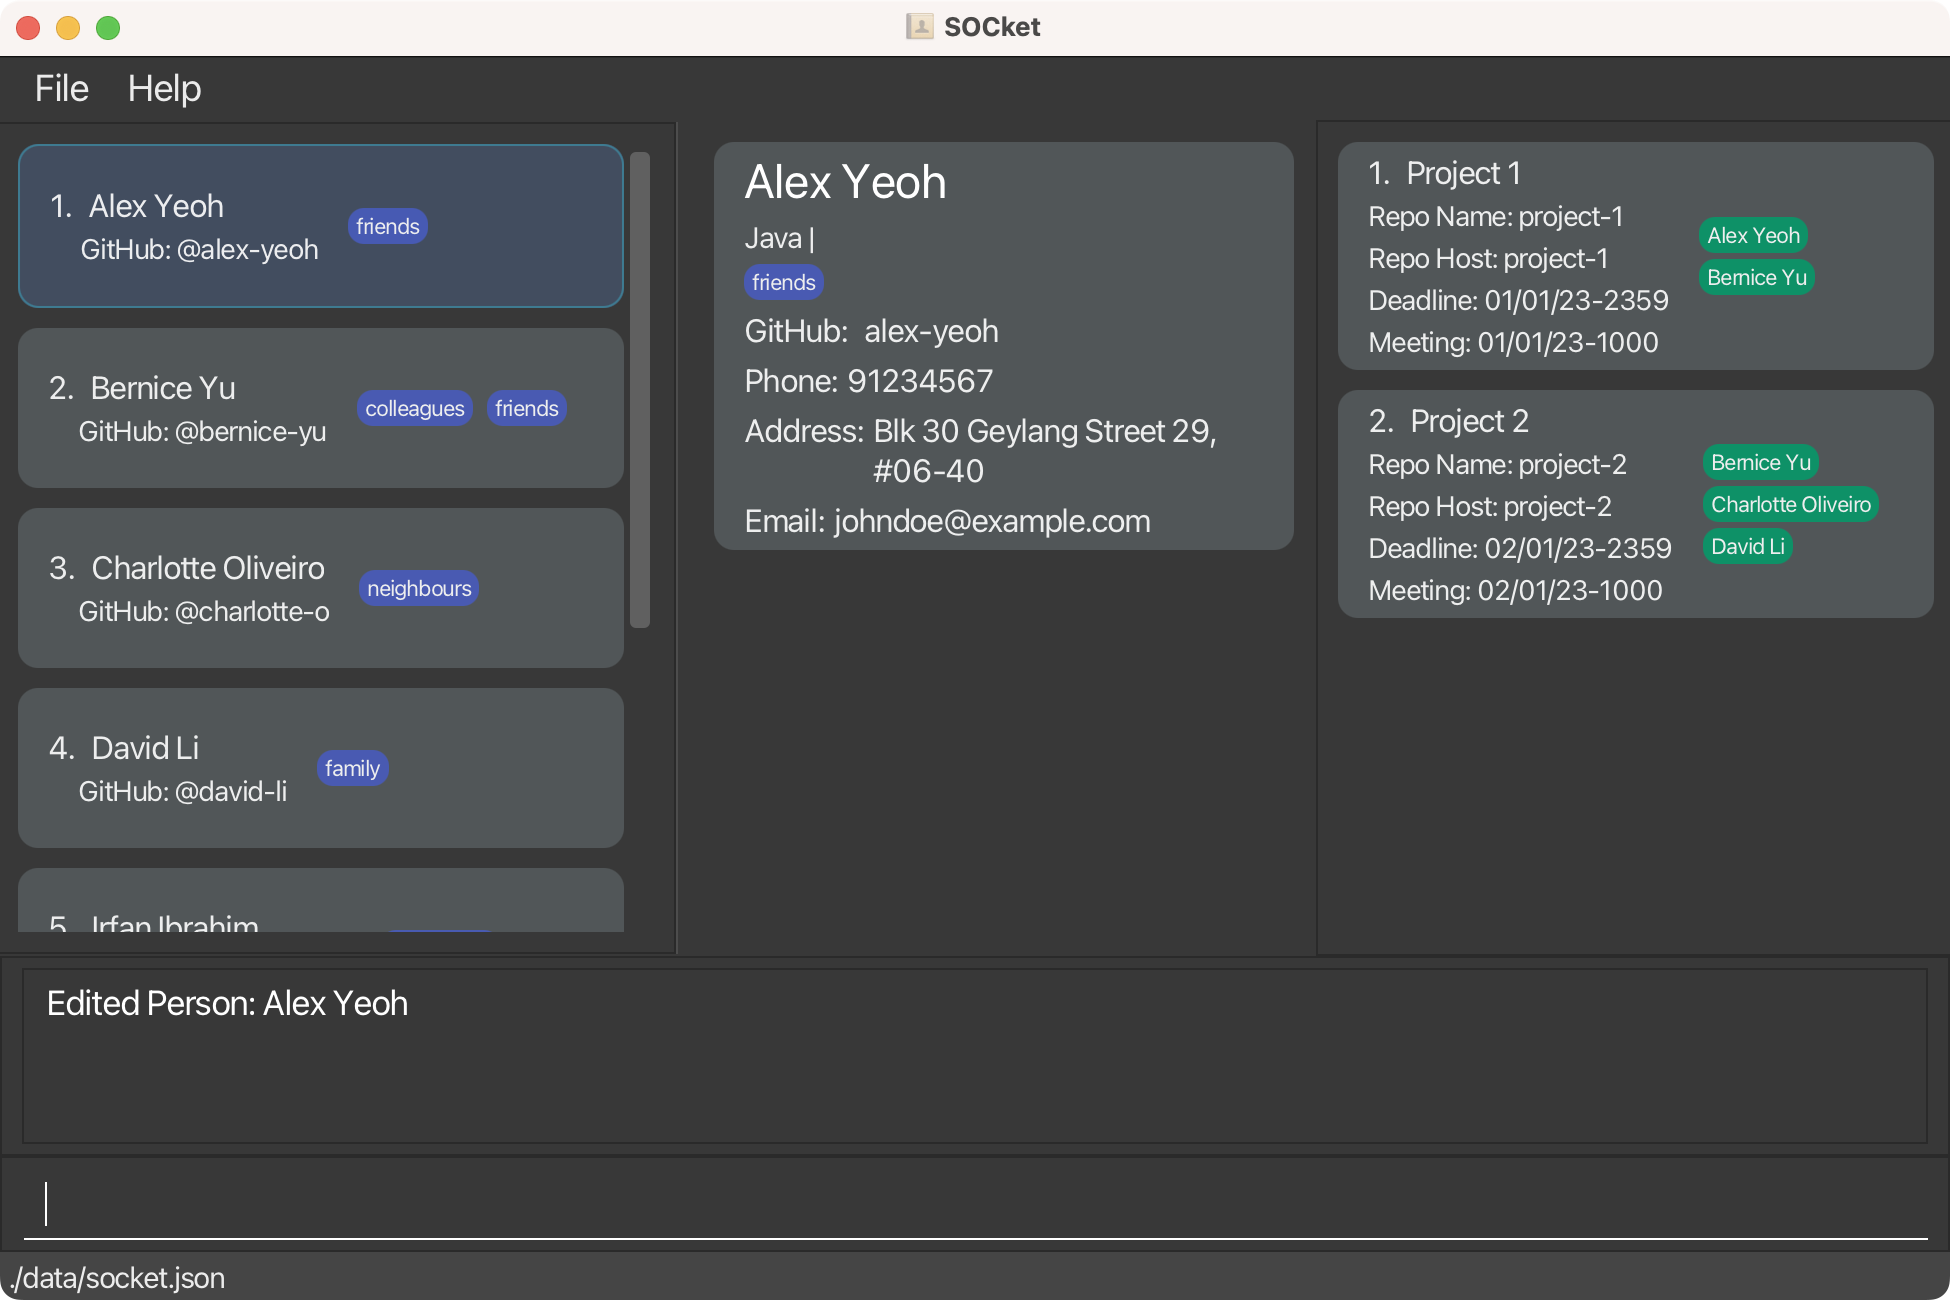 SOCket
File Help
1. Alex Yeoh
GitHub: @alex-yeoh
friends
2. Bernice Yu
GitHub: @bernice-yu
colleagues friends
3. Charlotte Oliveiro
GitHub: @charlotte-o
neighbours
4. David Li
GitHub: @david-li
family
5. Irfan Ibrahim
Alex Yeoh
Java |
friends
GitHub: alex-yeoh
Phone: 91234567
Address: Blk 30 Geylang Street 29,
#06-40
Email: johndoe@example.com
1. Project 1
Repo Name: project-1
Repo Host: project-1
Deadline: 01/01/23-2359
Meeting: 01/01/23-1000
Alex Yeoh
Bernice Yu
2. Project 2
Repo Name: project-2
Repo Host: project-2
Deadline: 02/01/23-2359
Meeting: 02/01/23-1000
Bernice Yu
Charlotte Oliveiro
David Li
Edited Person: Alex Yeoh
./data/socket.json